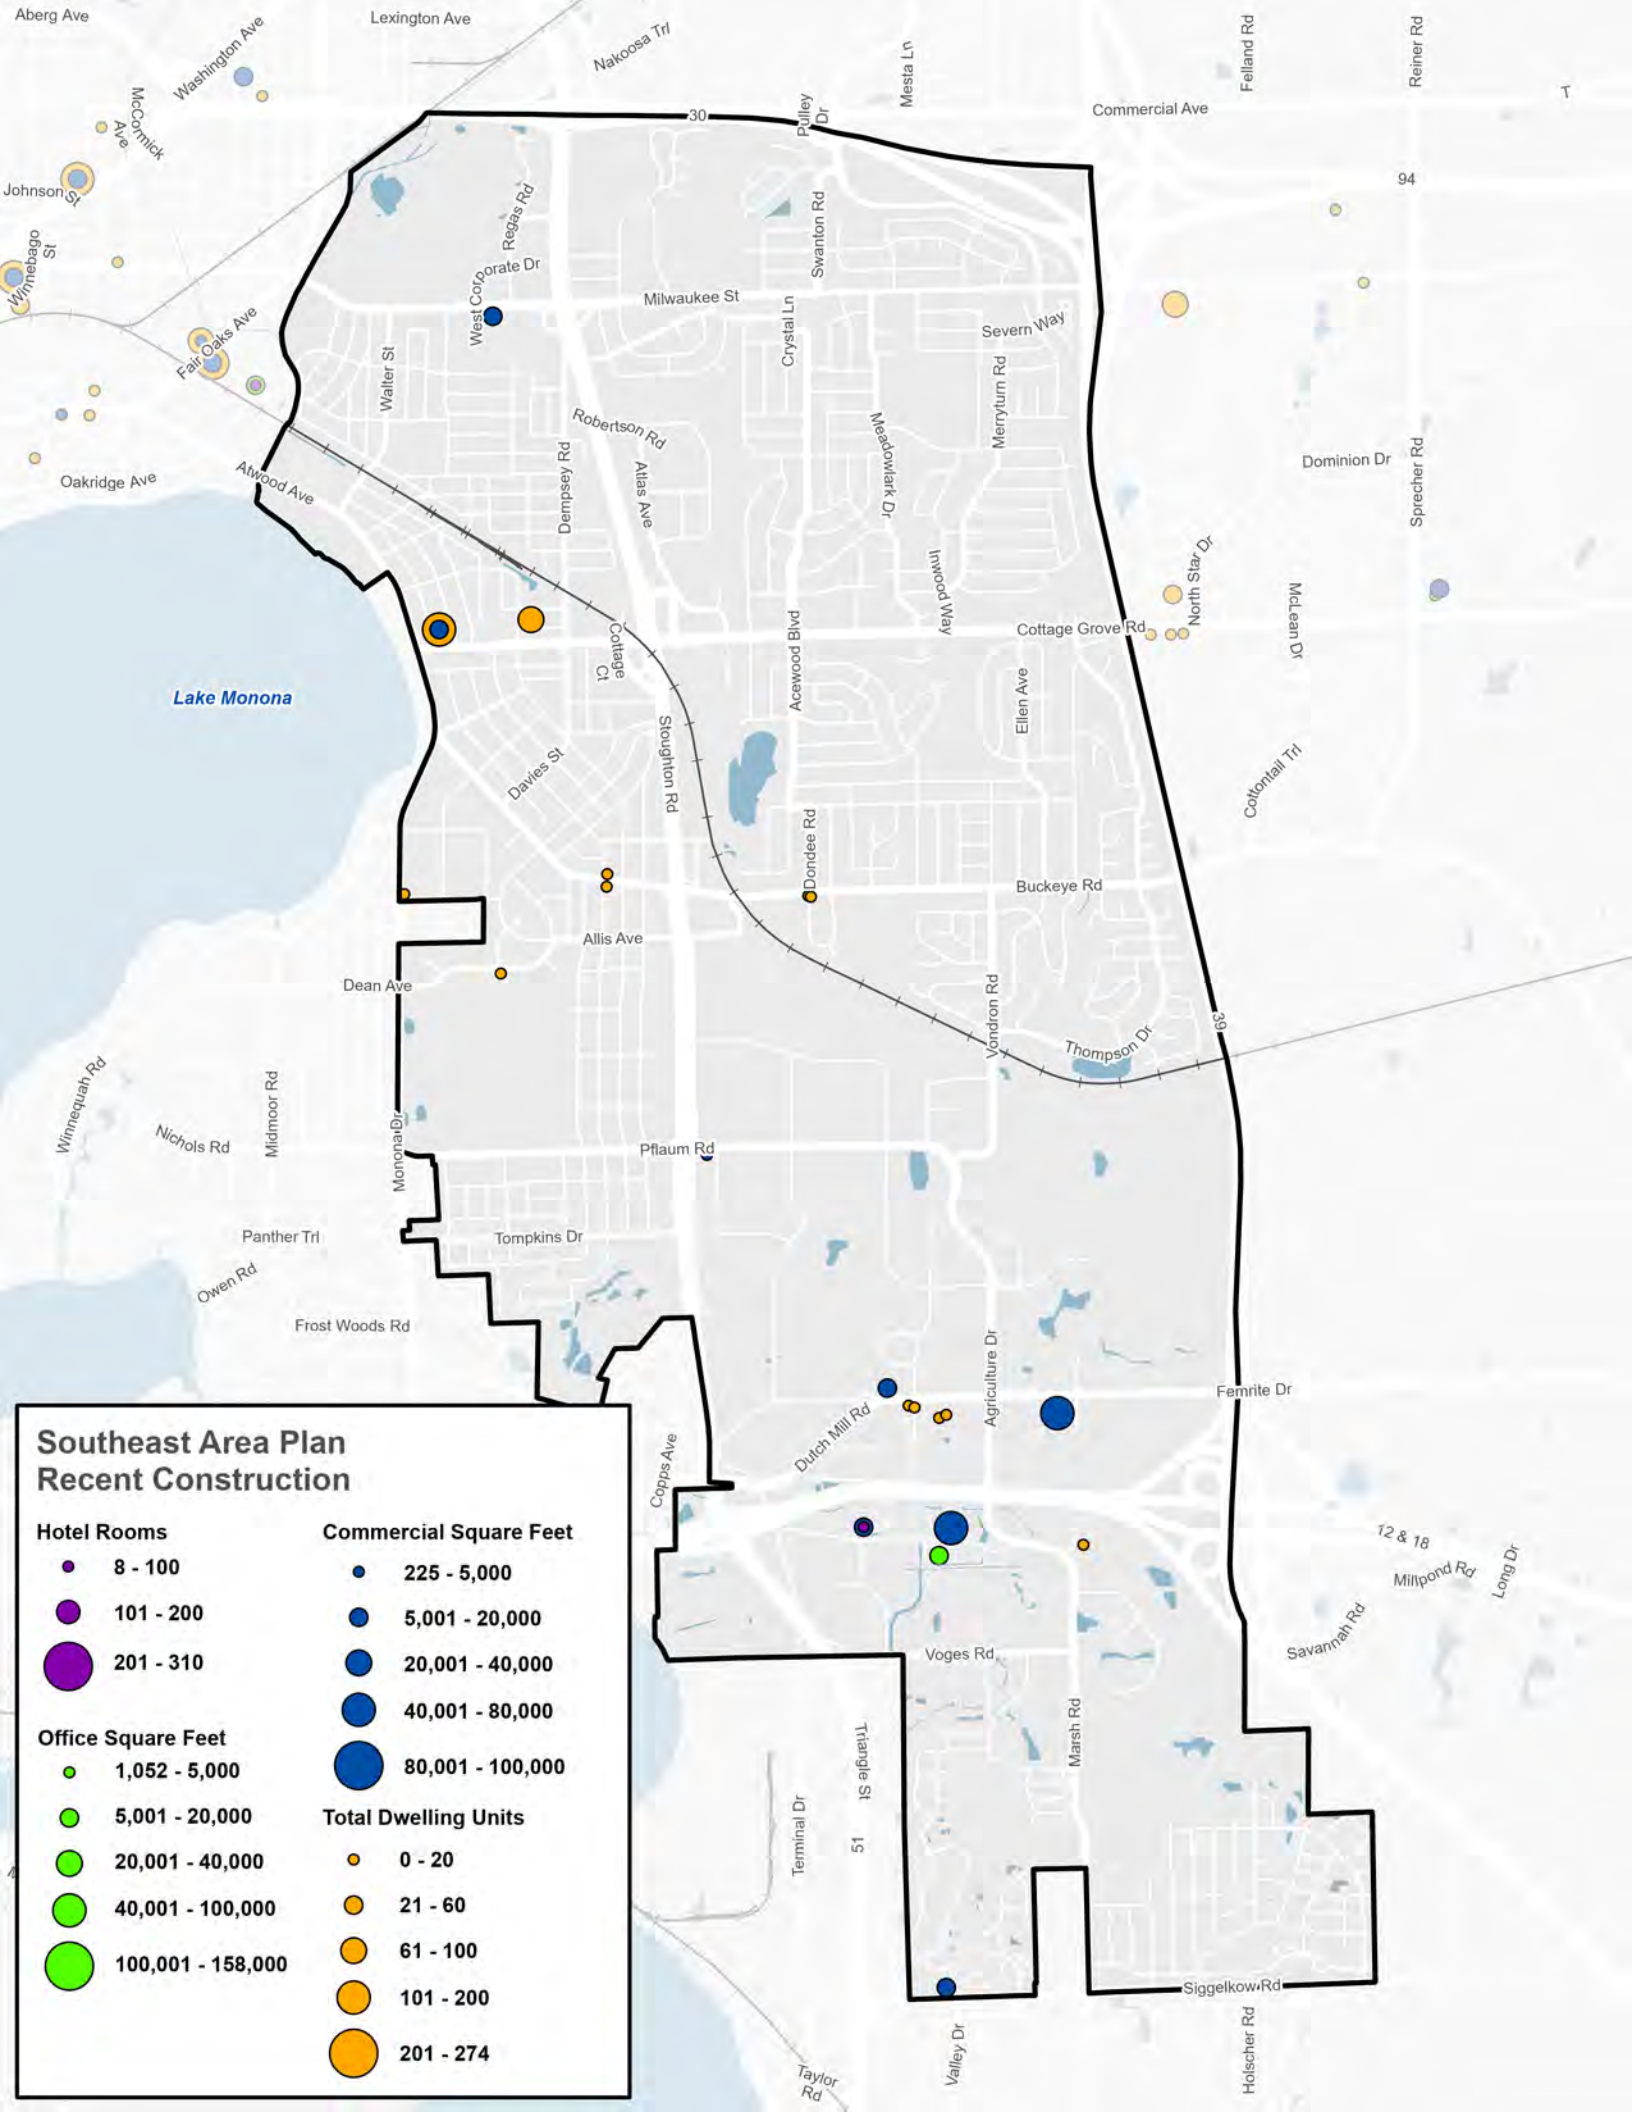 Aberg Ave
Lexington Ave
Washington Ave
Nakoosa Trl
Mesta Ln
Felland Rd
Reiner Rd
McCormick
Ave
Pulley
Dr
30
Commercial Ave
T
Johnson St
94
Winnebago
St
Regas Rd
Swanton Rd
West Corporate Dr
Milwaukee St
Fair Oaks Ave
Severn Way
Crystal Ln
Walter St
Merryturn Rd
Robertson Rd
Meadowlark Dr
Dominion Dr
Sprecher Rd
Oakridge Ave
Atwood Ave
Dempsey Rd
Atlas Ave
Inwood Way
North Star Dr
McLean Dr
Cottage Grove Rd
Cottage
Ct
Acewood Blvd
Ellen Ave
Lake Monona
Stoughton Rd
Davies St
Cottontail Trl
Dondee Rd
Buckeye Rd
Allis Ave
Dean Ave
Vondron Rd
39
Thompson Dr
Winnequah Rd
Midmoor Rd
Nichols Rd
Monona Dr
Pflaum Rd
Panther Trl
Tompkins Dr
Owen Rd
Frost Woods Rd
Agriculture Dr
Femrite Dr
Dutch Mill Rd
Copps Ave
12 & 18
Millpond Rd
Long Dr
Savannah Rd
Voges Rd
Marsh Rd
Triangle St
Terminal Dr
51
Siggelkow Rd
Holscher Rd
Valley Dr
Taylor
Rd
Southeast Area Plan
Recent Construction
Hotel Rooms
8 - 100
101 - 200
201 - 310
Office Square Feet
1,052 - 5,000
5,001 - 20,000
20,001 - 40,000
40,001 - 100,000
100,001 - 158,000
Commercial Square Feet
225 - 5,000
5,001 - 20,000
20,001 - 40,000
40,001 - 80,000
80,001 - 100,000
Total Dwelling Units
0 - 20
21 - 60
61 - 100
101 - 200
201 - 274